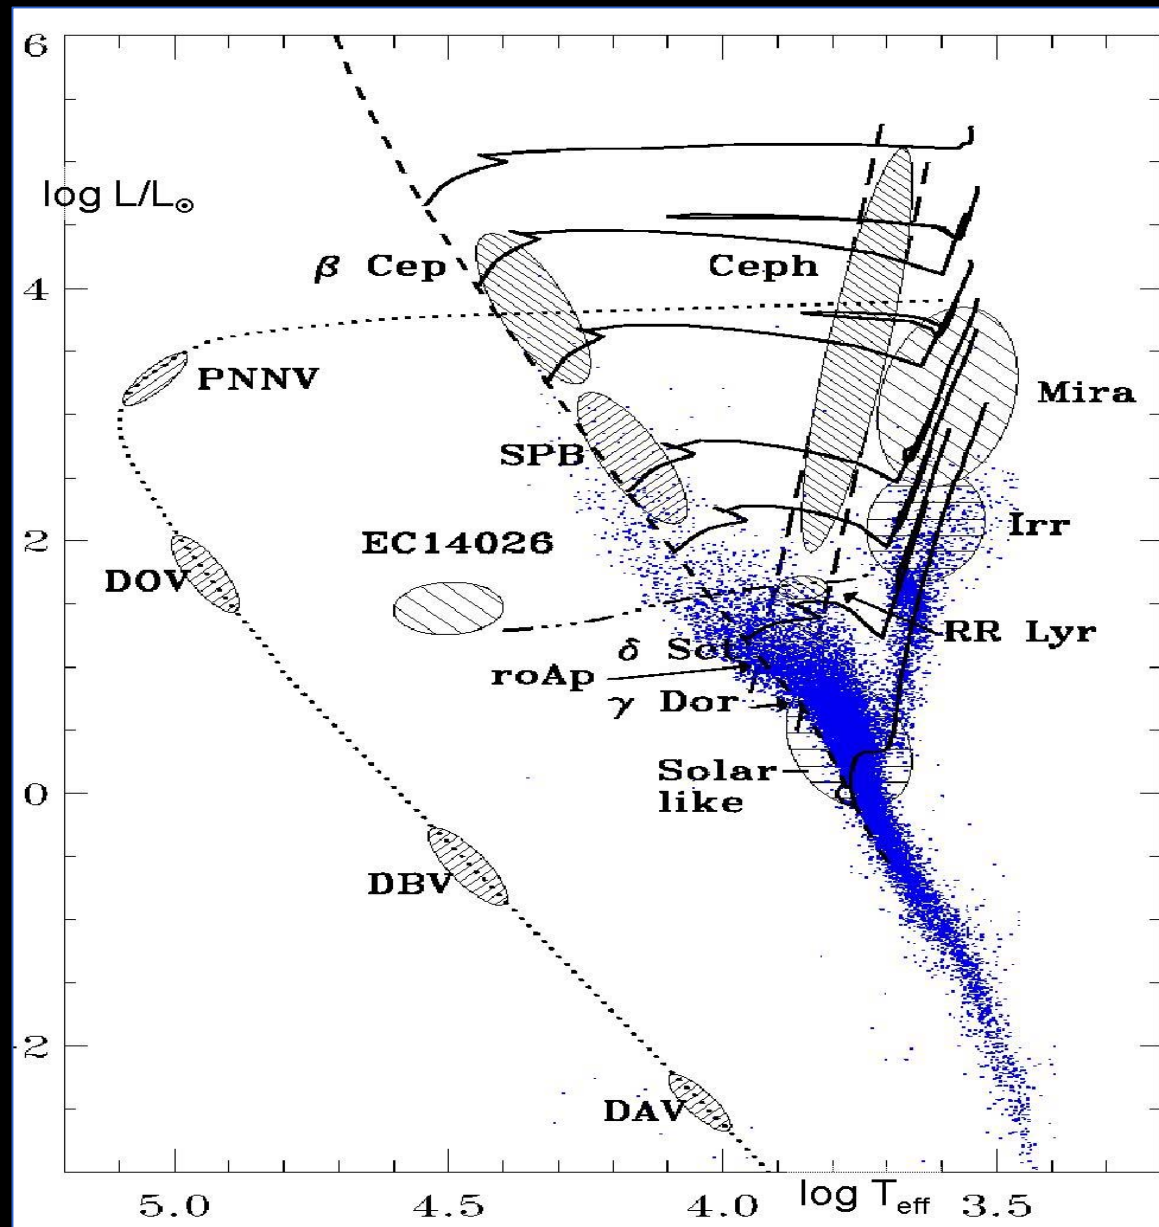 6
log L/L☉
β Cep
Ceph
4
PNNV
Mira
SPB
Irr
2
EC14026
DOV
RR Lyr
δ Sct
roAp
γ Dor
Solar
like
0
DBV
-2
DAV
log Teff
5.0
4.5
4.0
3.5